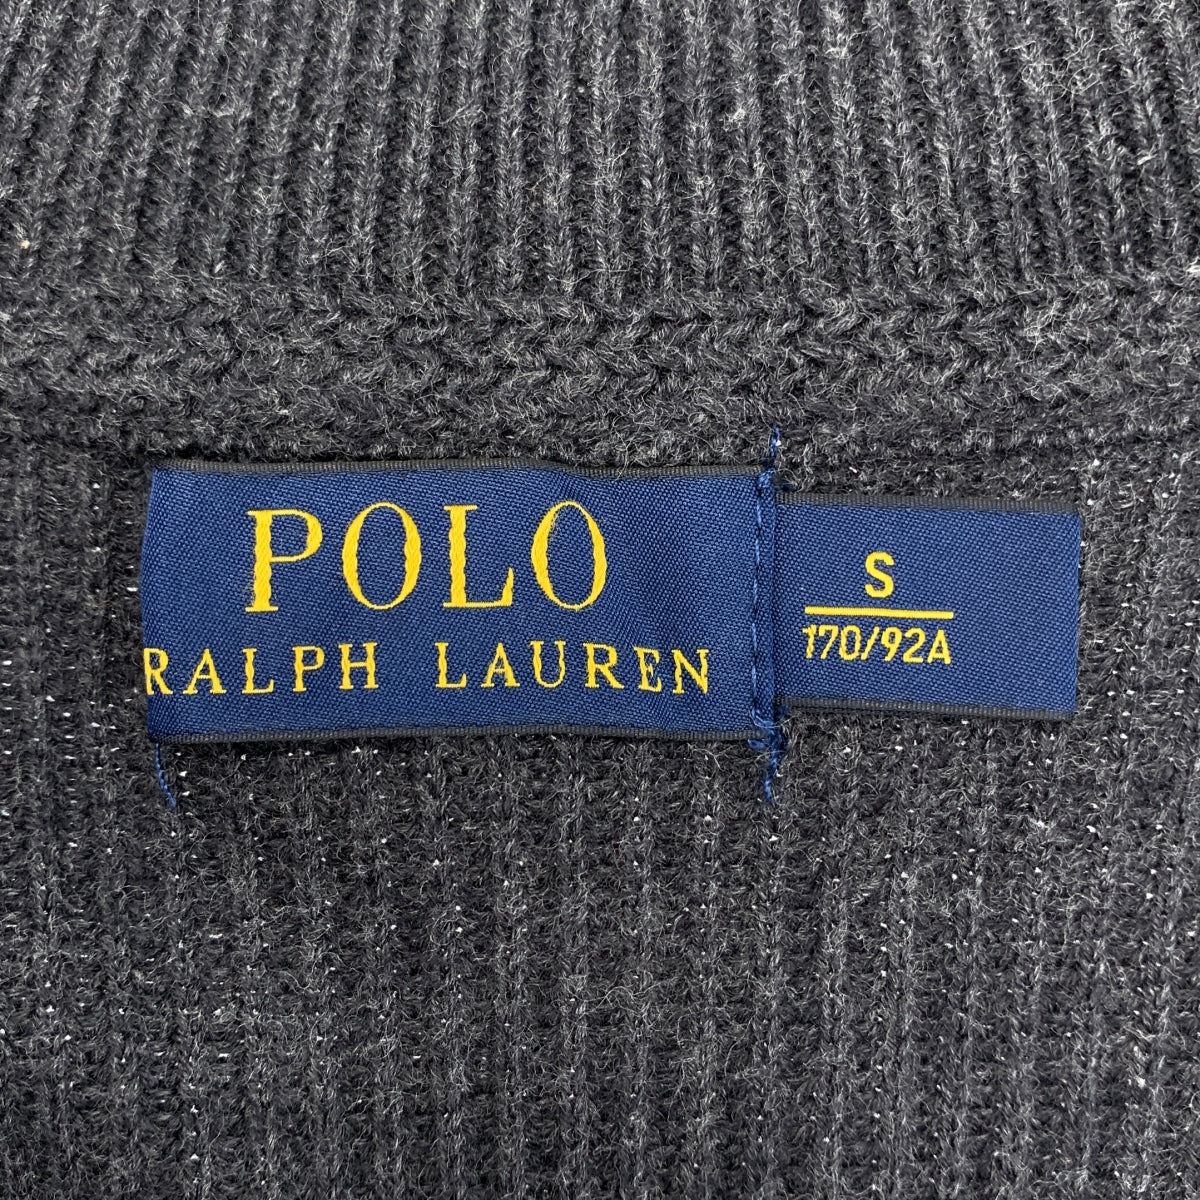 POLO
RALPH LAUREN
S
170/92A